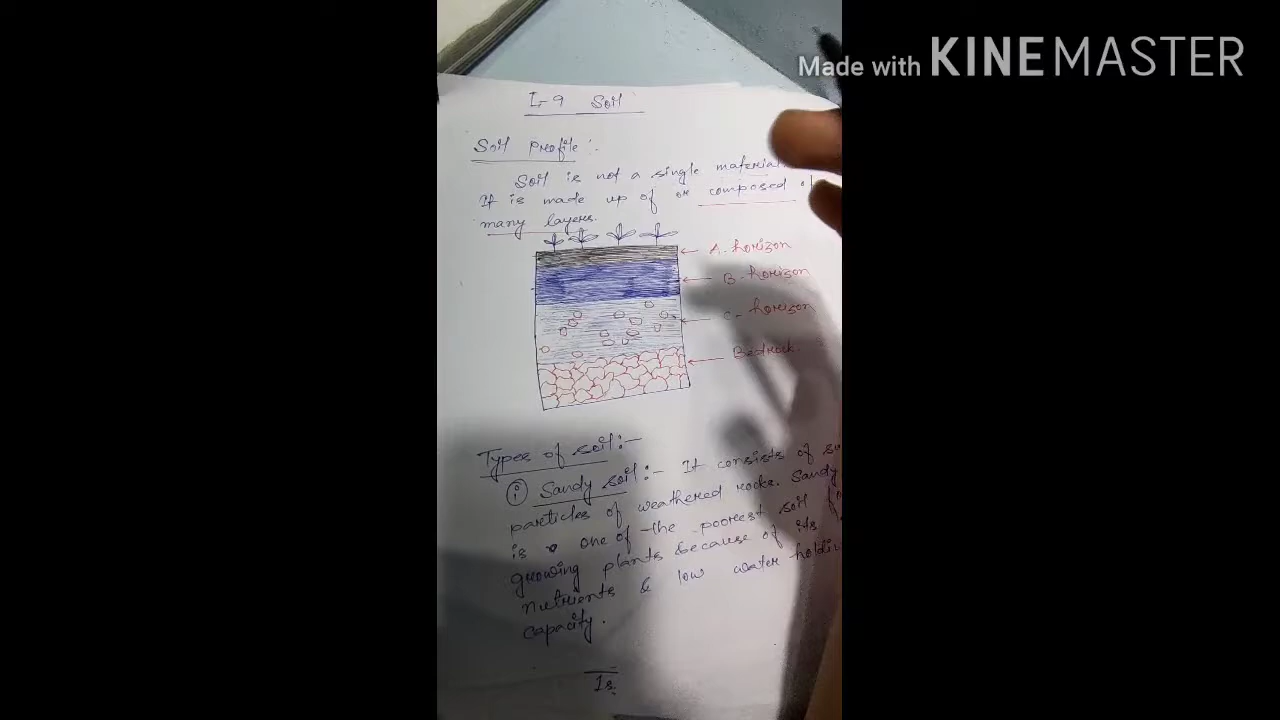 Made with KINEMASTER
L-9 Soil
Soil Profile :-
Soil is not a single material.
It is made up of or composed of
many layers.
A-horizon
B-horizon
C-horizon
Bedrock.
Types of soil:-
(i) Sandy soil:- It consists of
particles of weathered rocks. Sandy
is one of the poorest soil
growing plants because of its
nutrients & low water holding
capacity.